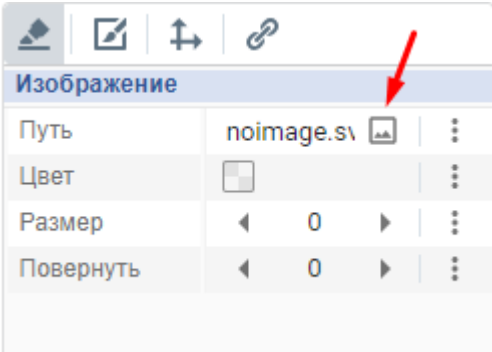 Изображение
Путь noimage.sv
Цвет
Размер 0
Повернуть 0